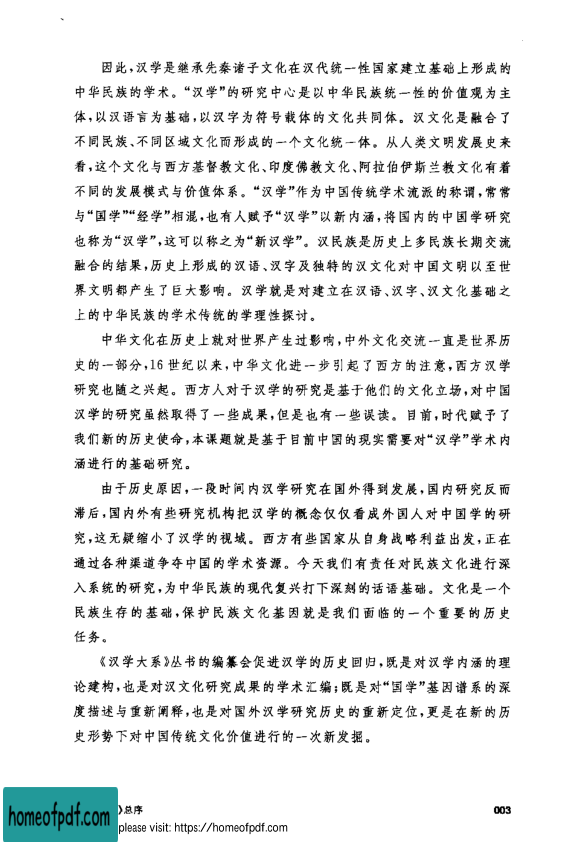 因此,汉学是继承先秦诸子文化在汉代统一性国家建立基础上形成的
中华民族的学术。“汉学”的研究中心是以中华民族统一性的价值观为主
体,以汉语言为基础,以汉字为符号载体的文化共同体。汉文化是融合了
不同民族、不同区域文化而形成的一个文化统一体。从人类文明发展史来
看,这个文化与西方基督教文化、印度佛教文化、阿拉伯伊斯兰教文化有着
不同的发展模式与价值体系。“汉学”作为中国传统学术流派的称谓,常常
与“国学”“经学”相混,也有人赋予“汉学”以新内涵,将国内的中国学研究
也称为“汉学”,这可以称之为“新汉学”。汉民族是历史上多民族长期交流
融合的结果,历史上形成的汉语、汉字及独特的汉文化对中国文明以至世
界文明都产生了巨大影响。汉学就是对建立在汉语、汉字、汉文化基础之
上的中华民族的学术传统的学理性探讨。
中华文化在历史上就对世界产生过影响,中外文化交流一直是世界历
史的一部分,16世纪以来,中华文化进一步引起了西方的注意,西方汉学
研究也随之兴起。西方人对于汉学的研究是基于他们的文化立场,对中国
汉学的研究虽然取得了一些成果,但是也有一些误读。目前,时代赋予了
我们新的历史使命,本课题就是基于目前中国的现实需要对“汉学”学术内
涵进行的基础研究。
由于历史原因,一段时间内汉学研究在国外得到发展,国内研究反而
滞后,国内外有些研究机构把汉学的概念仅仅看成外国人对中国学的研
究,这无疑缩小了汉学的视域。西方有些国家从自身战略利益出发,正在
通过各种渠道争夺中国的学术资源。今天我们有责任对民族文化进行深
入系统的研究,为中华民族的现代复兴打下深刻的话语基础。文化是一个
民族生存的基础,保护民族文化基因就是我们面临的一个重要的历史
任务。
《汉学大系》丛书的编纂会促进汉学的历史回归,既是对汉学内涵的理
论建构,也是对汉文化研究成果的学术汇编;既是对“国学”基因谱系的深
度描述与重新阐释,也是对国外汉学研究历史的重新定位,更是在新的历
史形势下对中国传统文化价值进行的一次新发掘。
》总序 003
homeofpdf.com
please visit: https://homeofpdf.com